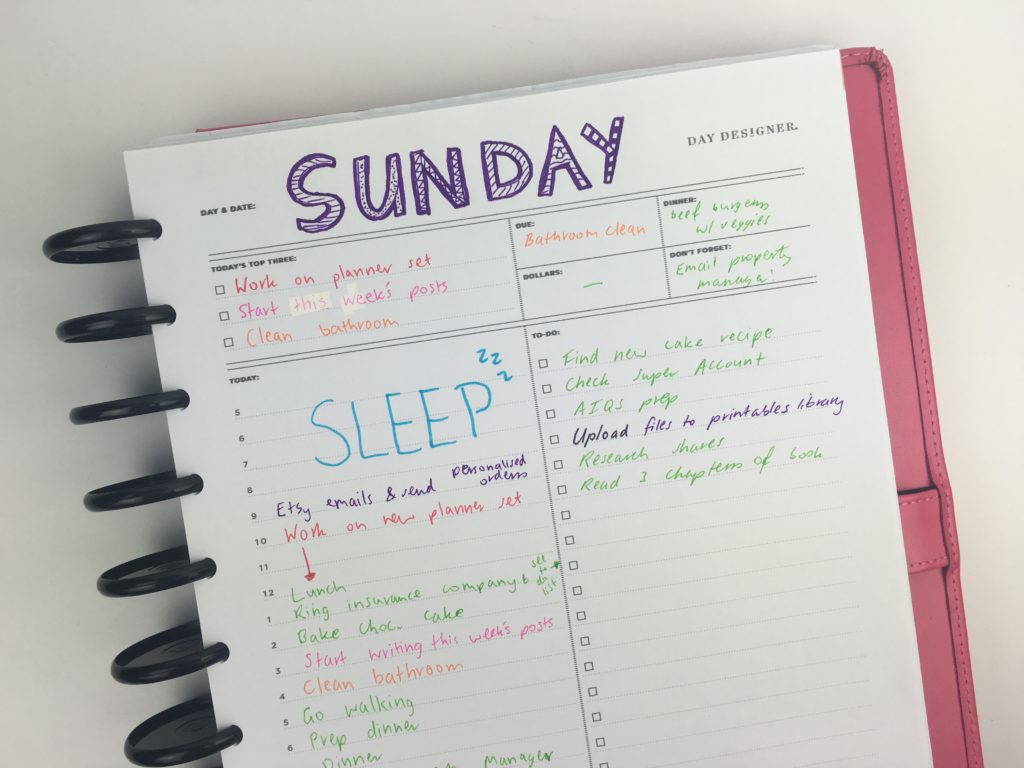 SUNDAY
DAY DESIGNER.
DAY & DATE:
TODAY'S TOP THREE:
Work on planner set
Start this week's posts
Clean bathroom
DUE:
Bathroom clean
DINNER:
beef burgers
w/ veggies
DOLLARS:
—
DON'T FORGET:
Email property
manager!
TODAY:
zzz
SLEEP
5
6
7
8
personalised
9 Etsy emails & send orders
10 Work on new planner set
11
12 Lunch
1 Ring insurance company &
see
to
do
list
2 Bake choc. cake
3 Start writing this week's posts
4 Clean bathroom
5 Go walking
6 Prep dinner
Dinner
Manager
TO-DO:
Find new cake recipe
Check super Account
AIQS prep
Upload files to printables library
Research shares
Read 3 chapters of book